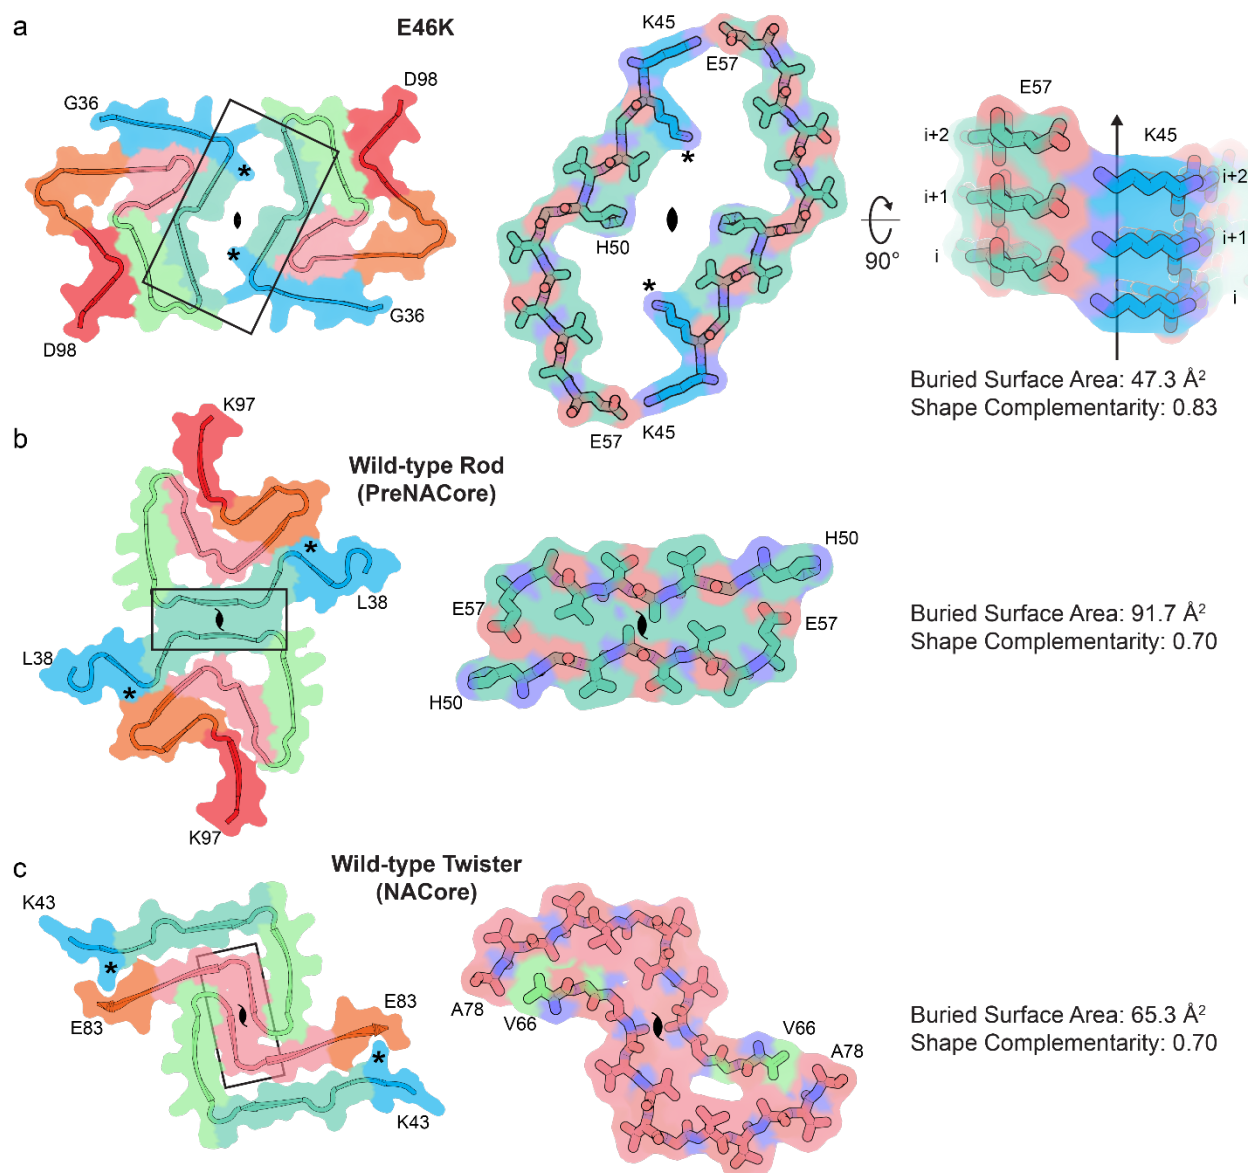 a
E46K
D98
G36
*
*
G36
D98
K45
E57
*
H50
*
E57
K45
90°
E57
i+2
K45
i+1
i
i+2
i+1
i
Buried Surface Area: 47.3 Å²
Shape Complementarity: 0.83
b
K97
Wild-type Rod
(PreNACore)
*
L38
L38
*
K97
H50
E57
E57
H50
Buried Surface Area: 91.7 Å²
Shape Complementarity: 0.70
c
Wild-type Twister
(NACore)
K43
*
E83
E83
*
K43
A78
V66
V66
A78
Buried Surface Area: 65.3 Å²
Shape Complementarity: 0.70